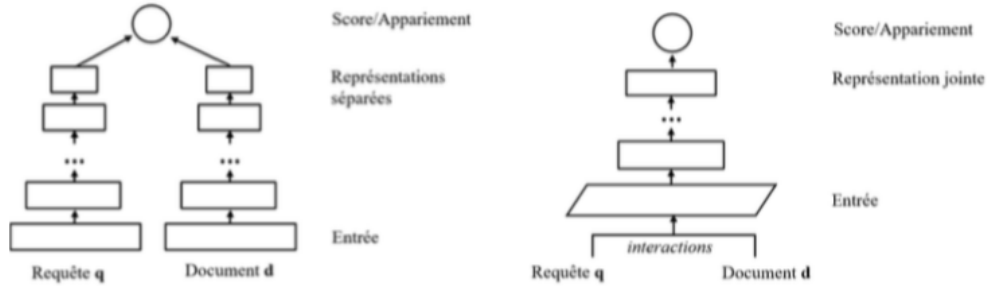 Score/Appariement
Représentations
séparées
...
...
Entrée
Requête q
Document d
Score/Appariement
Représentation jointe
...
Entrée
interactions
Requête q
Document d